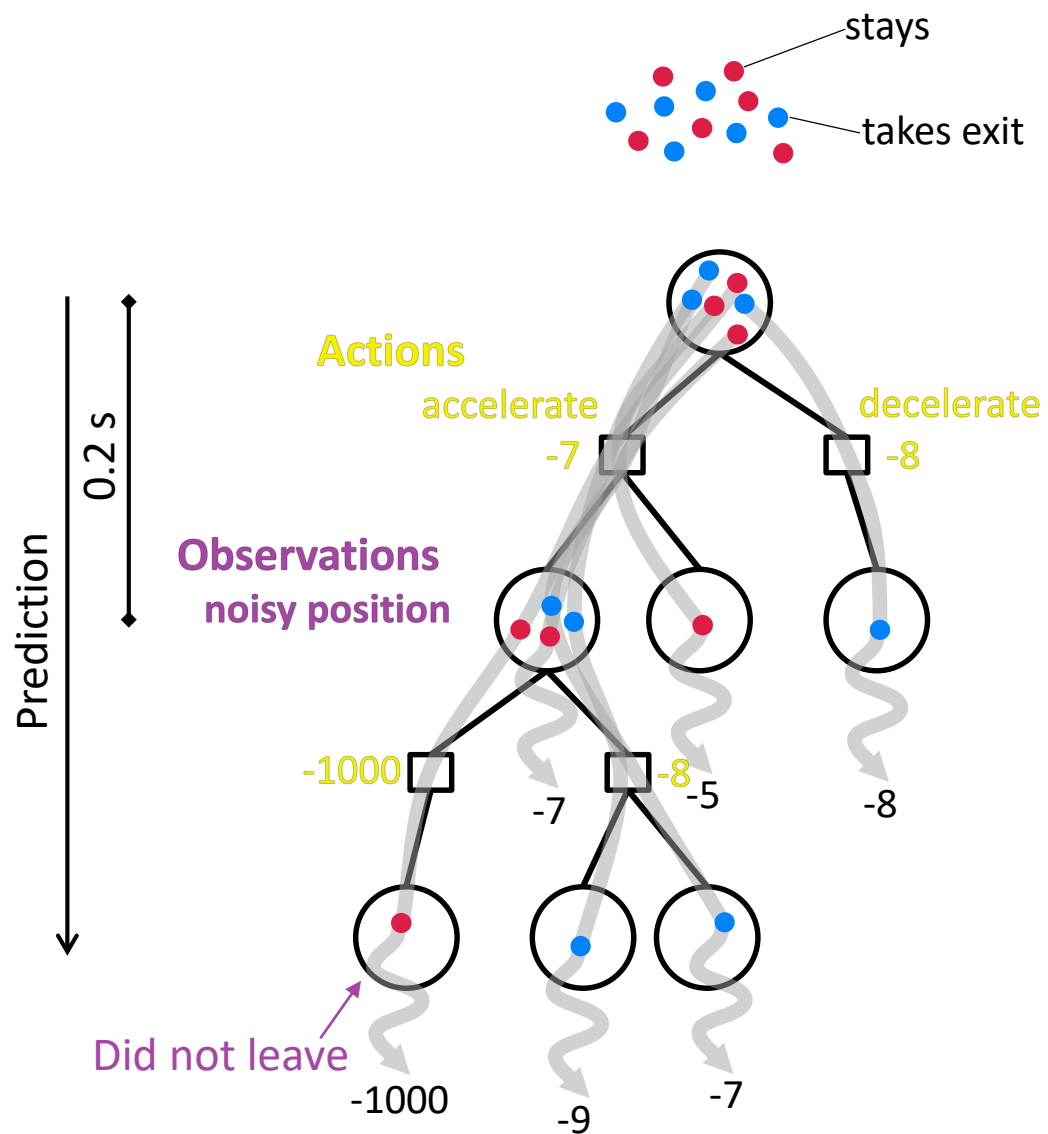 stays
takes exit
Actions
accelerate
decelerate
-7
-8
0.2 s
Observations
noisy position
Prediction
-1000
-8
-7
-5
-8
Did not leave
-1000
-9
-7